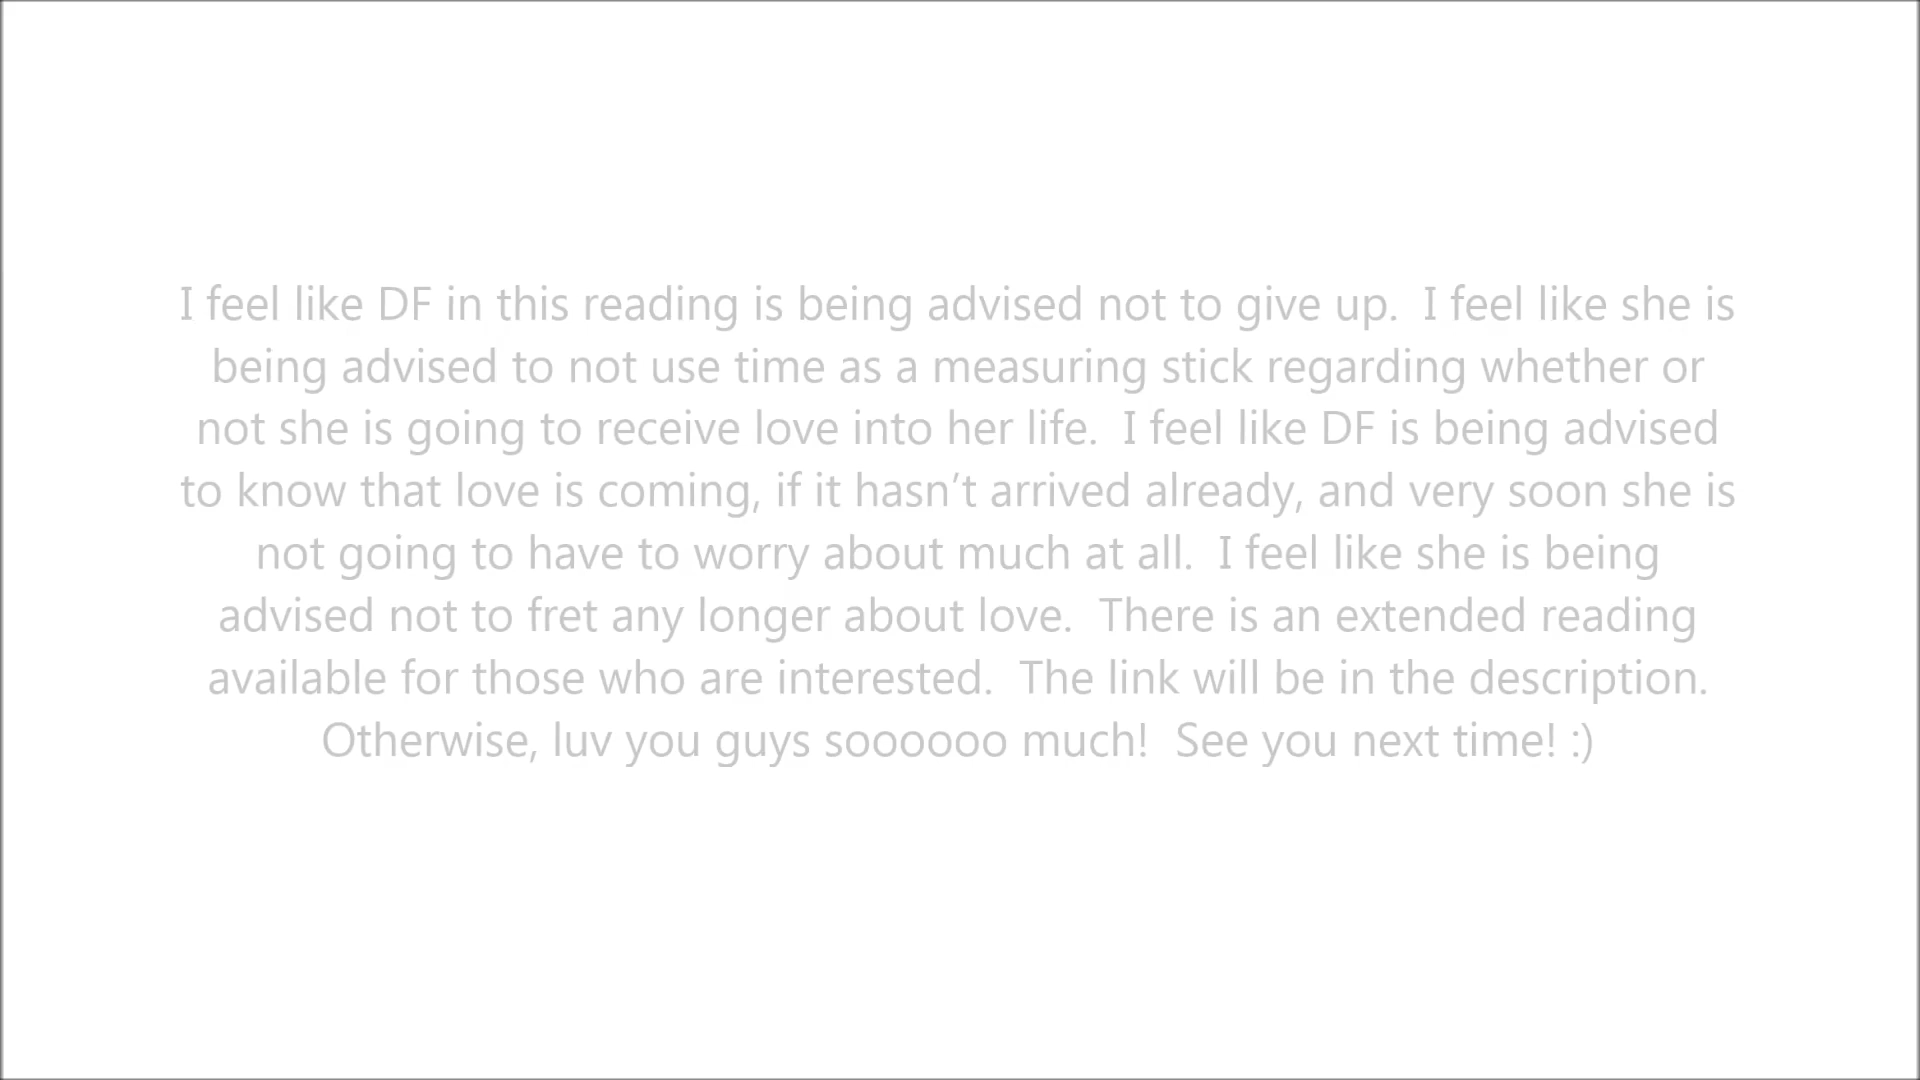 I feel like DF in this reading is being advised not to give up.  I feel like she is
being advised to not use time as a measuring stick regarding whether or
not she is going to receive love into her life.  I feel like DF is being advised
to know that love is coming, if it hasn’t arrived already, and very soon she is
not going to have to worry about much at all.  I feel like she is being
advised not to fret any longer about love.  There is an extended reading
available for those who are interested.  The link will be in the description.
Otherwise, luv you guys soooooo much!  See you next time! :)